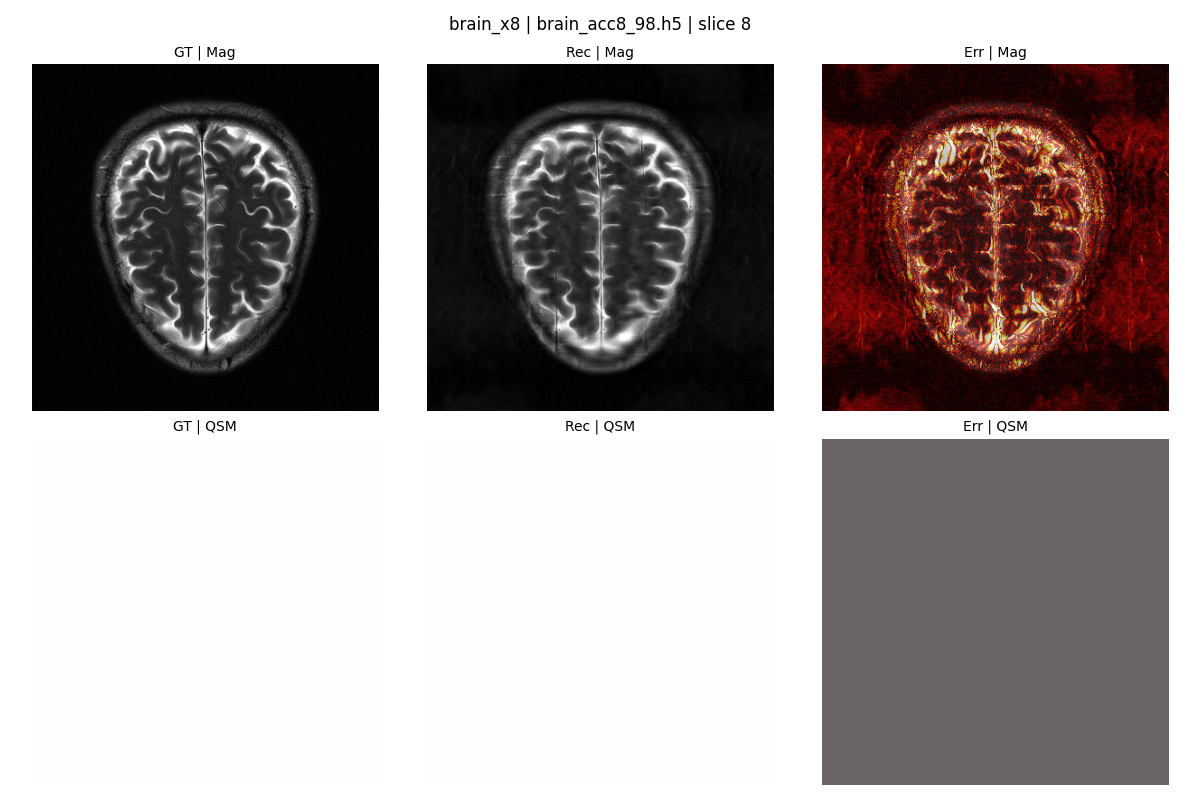 brain_x8 | brain_acc8_98.h5 | slice 8
GT | Mag
Rec | Mag
Err | Mag
GT | QSM
Rec | QSM
Err | QSM